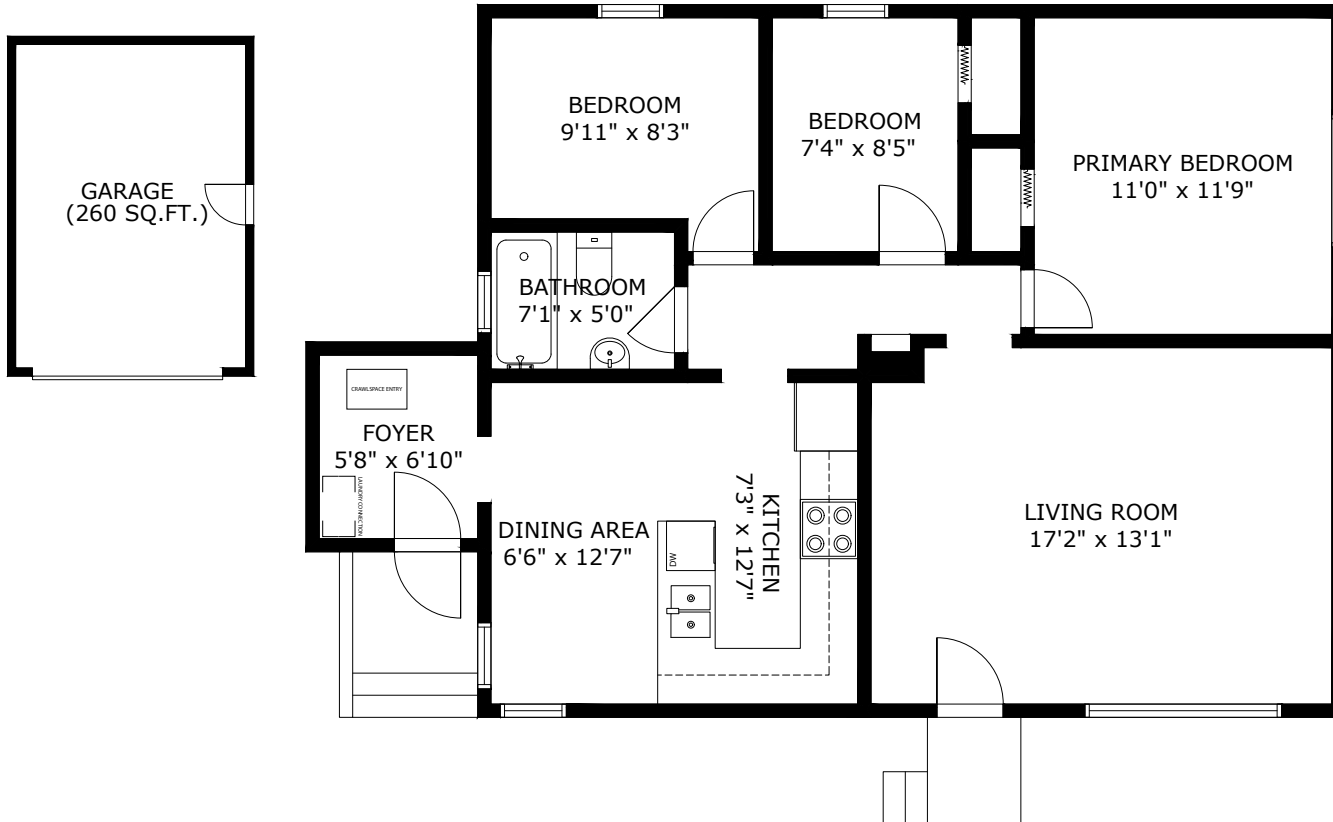 GARAGE
(260 SQ.FT.)
BEDROOM
9'11" x 8'3"
BEDROOM
7'4" x 8'5"
PRIMARY BEDROOM
11'0" x 11'9"
BATHROOM
7'1" x 5'0"
CRAWLSPACE ENTRY
FOYER
5'8" x 6'10"
LAUNDRY CONNECTION
DINING AREA
6'6" x 12'7"
DW
KITCHEN
7'3" x 12'7"
LIVING ROOM
17'2" x 13'1"